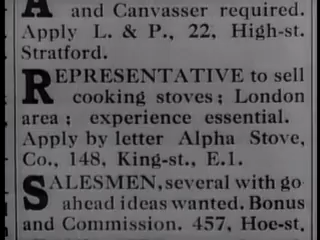 A and Canvasser required.
Apply L. & P., 22, High-st.
Stratford.
REPRESENTATIVE to sell
cooking stoves; London
area; experience essential.
Apply by letter Alpha Stove,
Co., 148, King-st., E.1.
SALESMEN, several with go
ahead ideas wanted. Bonus
and Commission. 457, Hoe-st,